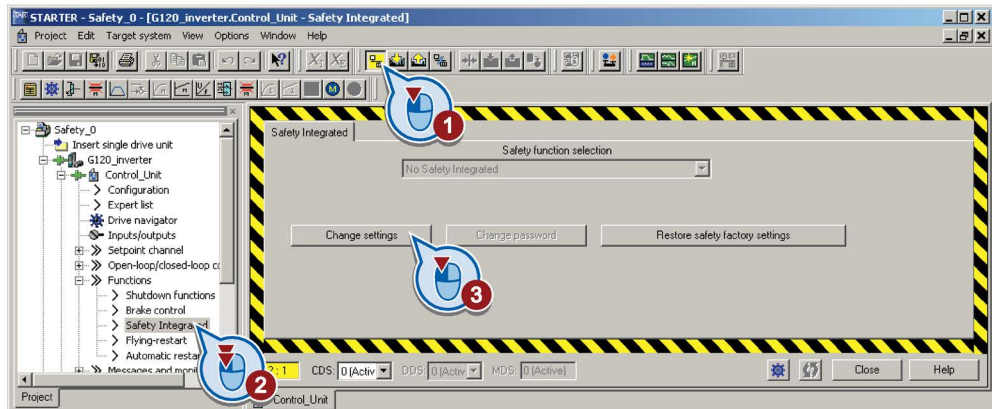 STARTER - Safety_0 - [G120_inverter.Control_Unit - Safety Integrated]
Project Edit Target system View Options Window Help
1
Safety_0
Insert single drive unit
G120_inverter
Control_Unit
Configuration
Expert list
Drive navigator
Inputs/outputs
Setpoint channel
Open-loop/closed-loop co
Functions
Shutdown functions
Brake control
Safety Integrated
Flying-restart
Automatic restar
Messages and moni
2
Project
Safety Integrated
Safety function selection
No Safety Integrated
Change settings
Change password
Restore safety factory settings
3
CDS: 0 (Activ
DDS: 0 (Activ
MDS: 0 (Active)
Close
Help
Control_Unit